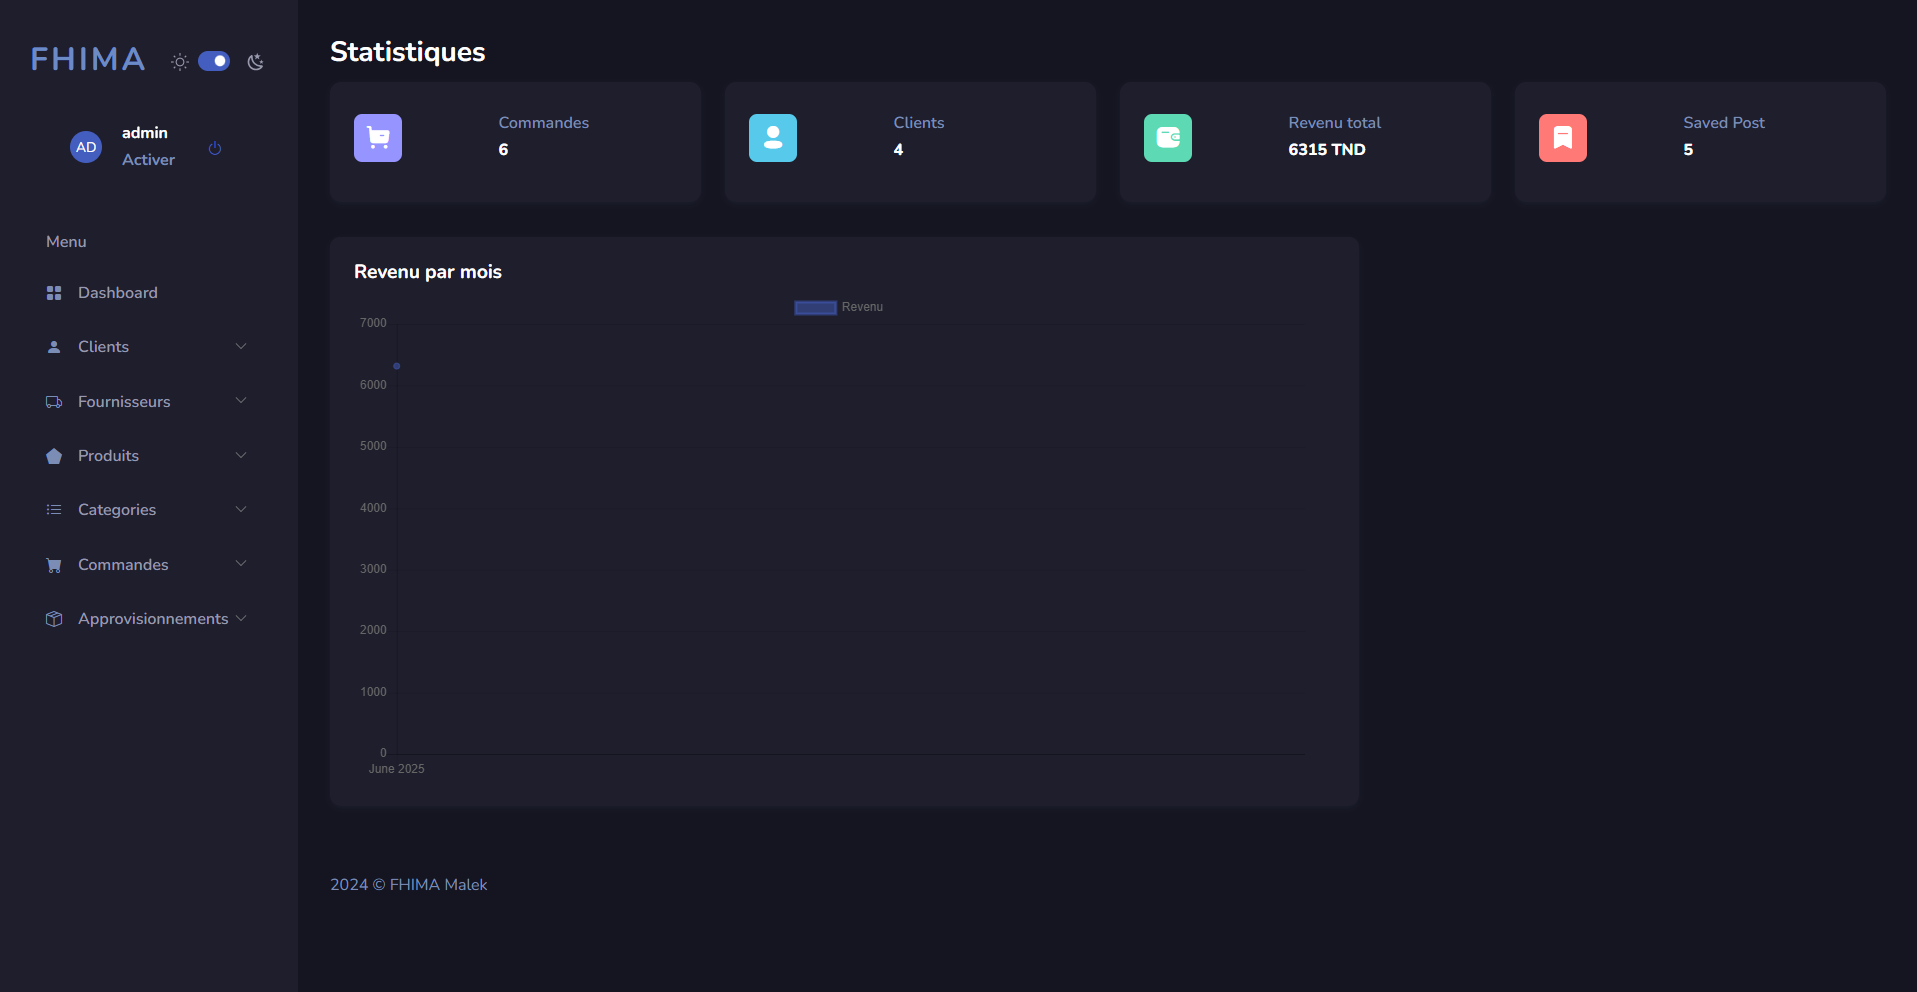 FHIMA
AD
admin
Activer
Menu
Dashboard
Clients
Fournisseurs
Produits
Categories
Commandes
Approvisionnements
Statistiques
Commandes
6
Clients
4
Revenu total
6315 TND
Saved Post
5
Revenu par mois
Revenu
7000
6000
5000
4000
3000
2000
1000
0
June 2025
2024 © FHIMA Malek